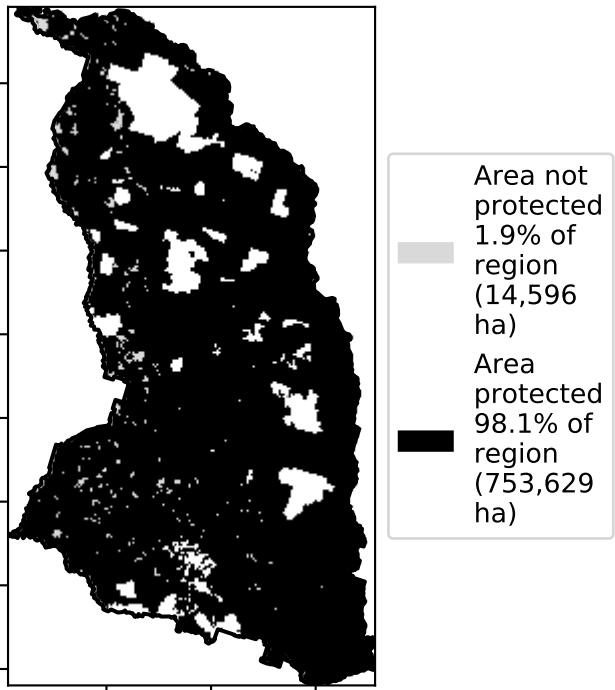 Area not
protected
1.9% of
region
(14,596
ha)
Area
protected
98.1% of
region
(753,629
ha)